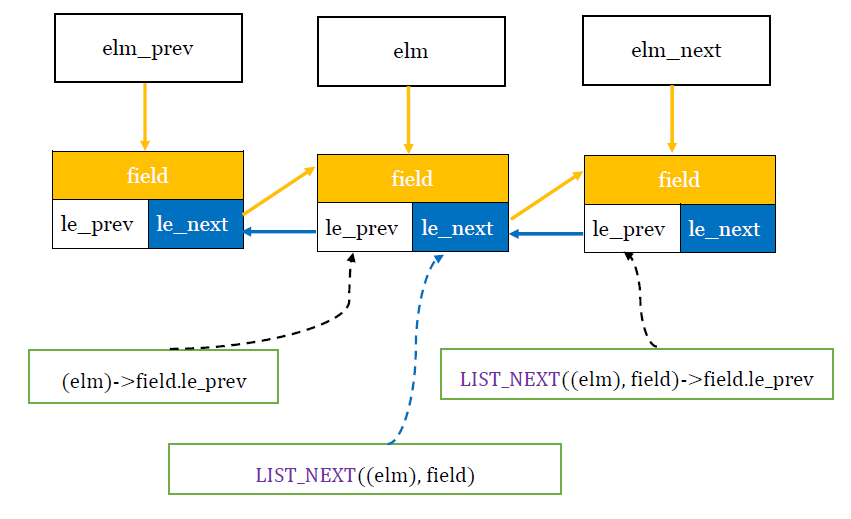 elm_prev
elm
elm_next
field
field
field
le_prev
le_next
le_prev
le_next
le_prev
le_next
(elm)->field.le_prev
LIST_NEXT((elm), field)->field.le_prev
LIST_NEXT((elm), field)